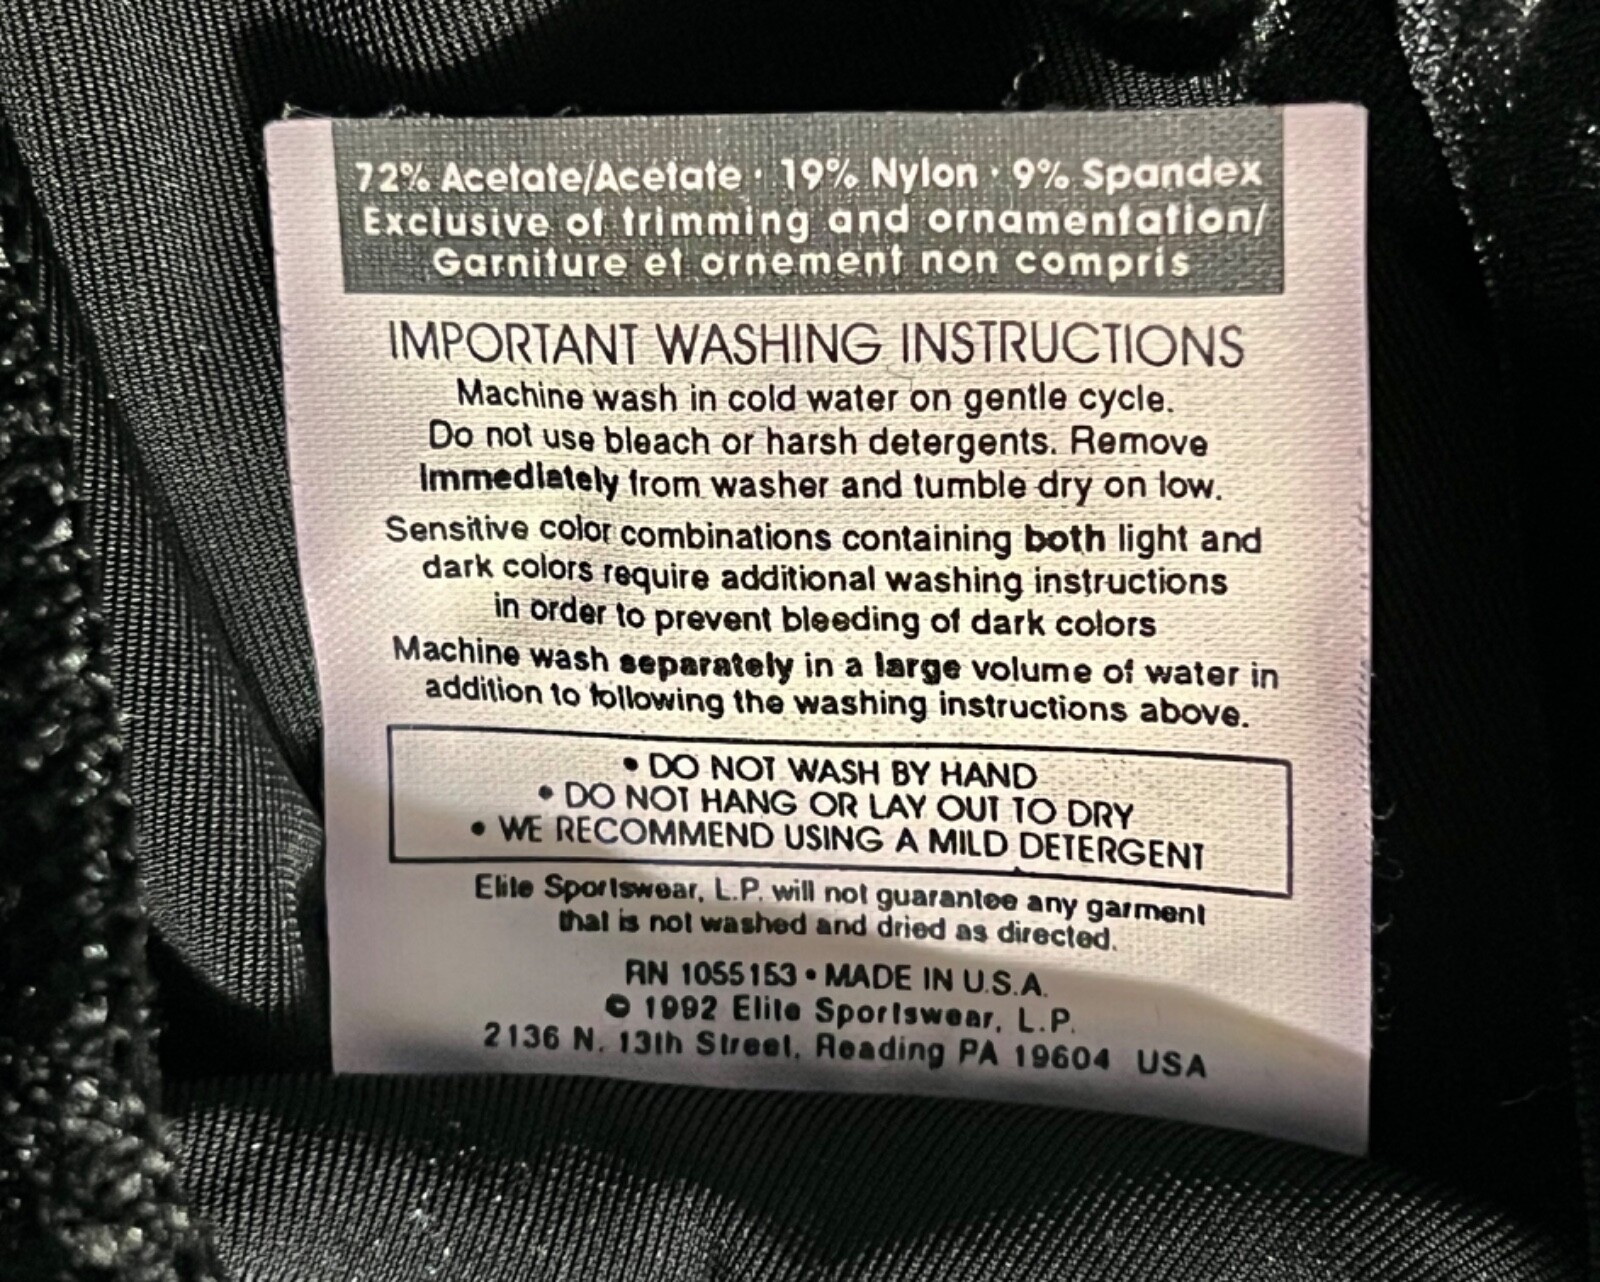 72% Acetate/Acétate · 19% Nylon · 9% Spandex
Exclusive of trimming and ornamentation/
Garniture et ornement non compris
IMPORTANT WASHING INSTRUCTIONS
Machine wash in cold water on gentle cycle.
Do not use bleach or harsh detergents. Remove
Immediately from washer and tumble dry on low.
Sensitive color combinations containing both light and
dark colors require additional washing instructions
in order to prevent bleeding of dark colors
Machine wash separately in a large volume of water in
addition to following the washing instructions above.
• DO NOT WASH BY HAND
• DO NOT HANG OR LAY OUT TO DRY
• WE RECOMMEND USING A MILD DETERGENT
Elite Sportswear, L.P. will not guarantee any garment
that is not washed and dried as directed.
RN 1055153 • MADE IN U.S.A.
© 1992 Elite Sportswear, L.P.
2136 N. 13th Street, Reading PA 19604 USA